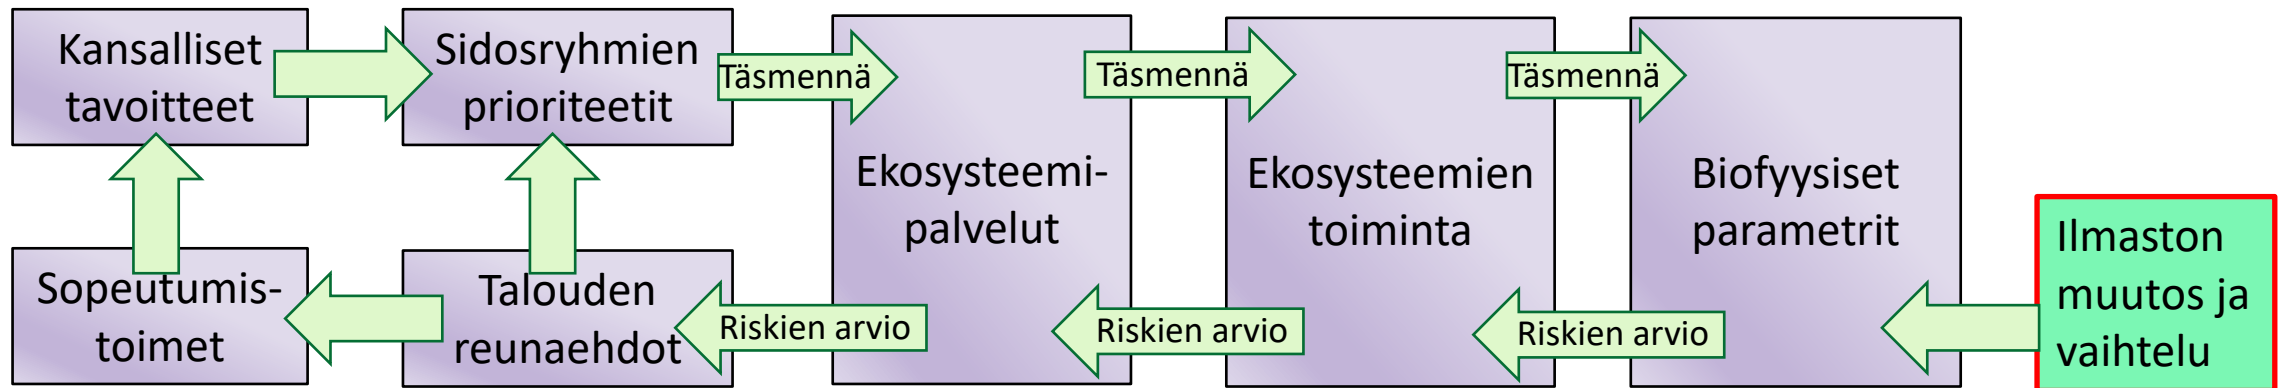 Kansalliset
tavoitteet
Sidosryhmien
prioriteetit
Täsmennä
Täsmennä
Täsmennä
Ekosysteemi-
palvelut
Ekosysteemien
toiminta
Biofyysiset
parametrit
Ilmaston
muutos ja
vaihtelu
Sopeutumis-
toimet
Talouden
reunaehdot
Riskien arvio
Riskien arvio
Riskien arvio